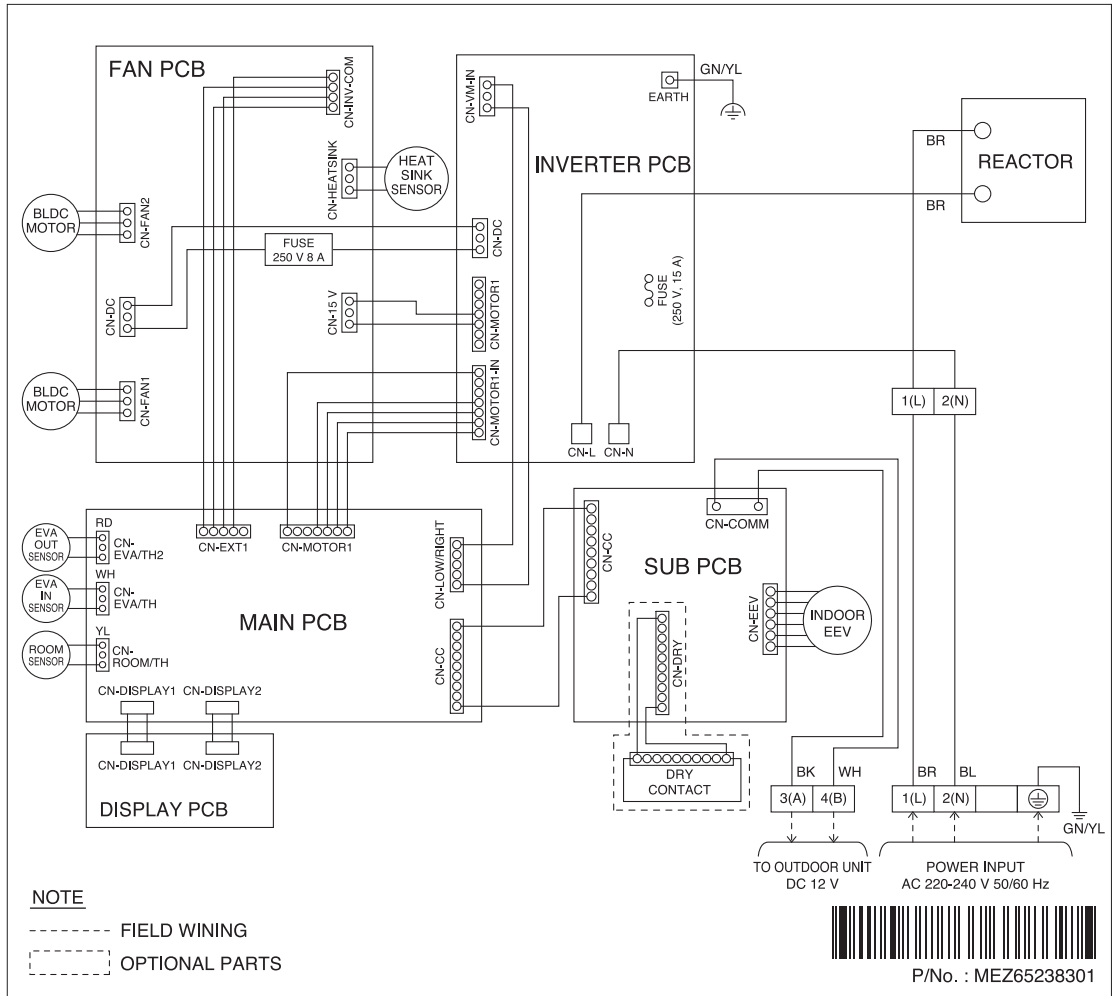 FAN PCB
CN-INV-COM
CN-HEATSINK
HEAT
SINK
SENSOR
BLDC
MOTOR
CN-FAN2
CN-DC
FUSE
250 V 8 A
CN-15 V
BLDC
MOTOR
CN-FAN1
CN-VM-IN
EARTH
GN/YL
INVERTER PCB
CN-DC
FUSE
(250 V, 15 A)
CN-MOTOR1
CN-MOTOR1-IN
CN-L
CN-N
BR
REACTOR
BR
1(L)
2(N)
EVA
OUT
SENSOR
RD
CN-
EVA/TH2
EVA
IN
SENSOR
WH
CN-
EVA/TH
ROOM
SENSOR
YL
CN-
ROOM/TH
CN-EXT1
CN-MOTOR1
CN-LOW/RIGHT
MAIN PCB
CN-CC
CN-DISPLAY1
CN-DISPLAY2
CN-DISPLAY1
CN-DISPLAY2
DISPLAY PCB
CN-CC
CN-COMM
SUB PCB
CN-EEV
INDOOR
EEV
CN-DRY
DRY
CONTACT
BK
WH
3(A)
4(B)
TO OUTDOOR UNIT
DC 12 V
BR
BL
1(L)
2(N)
GN/YL
POWER INPUT
AC 220-240 V 50/60 Hz
NOTE
FIELD WINING
OPTIONAL PARTS
P/No. : MEZ65238301